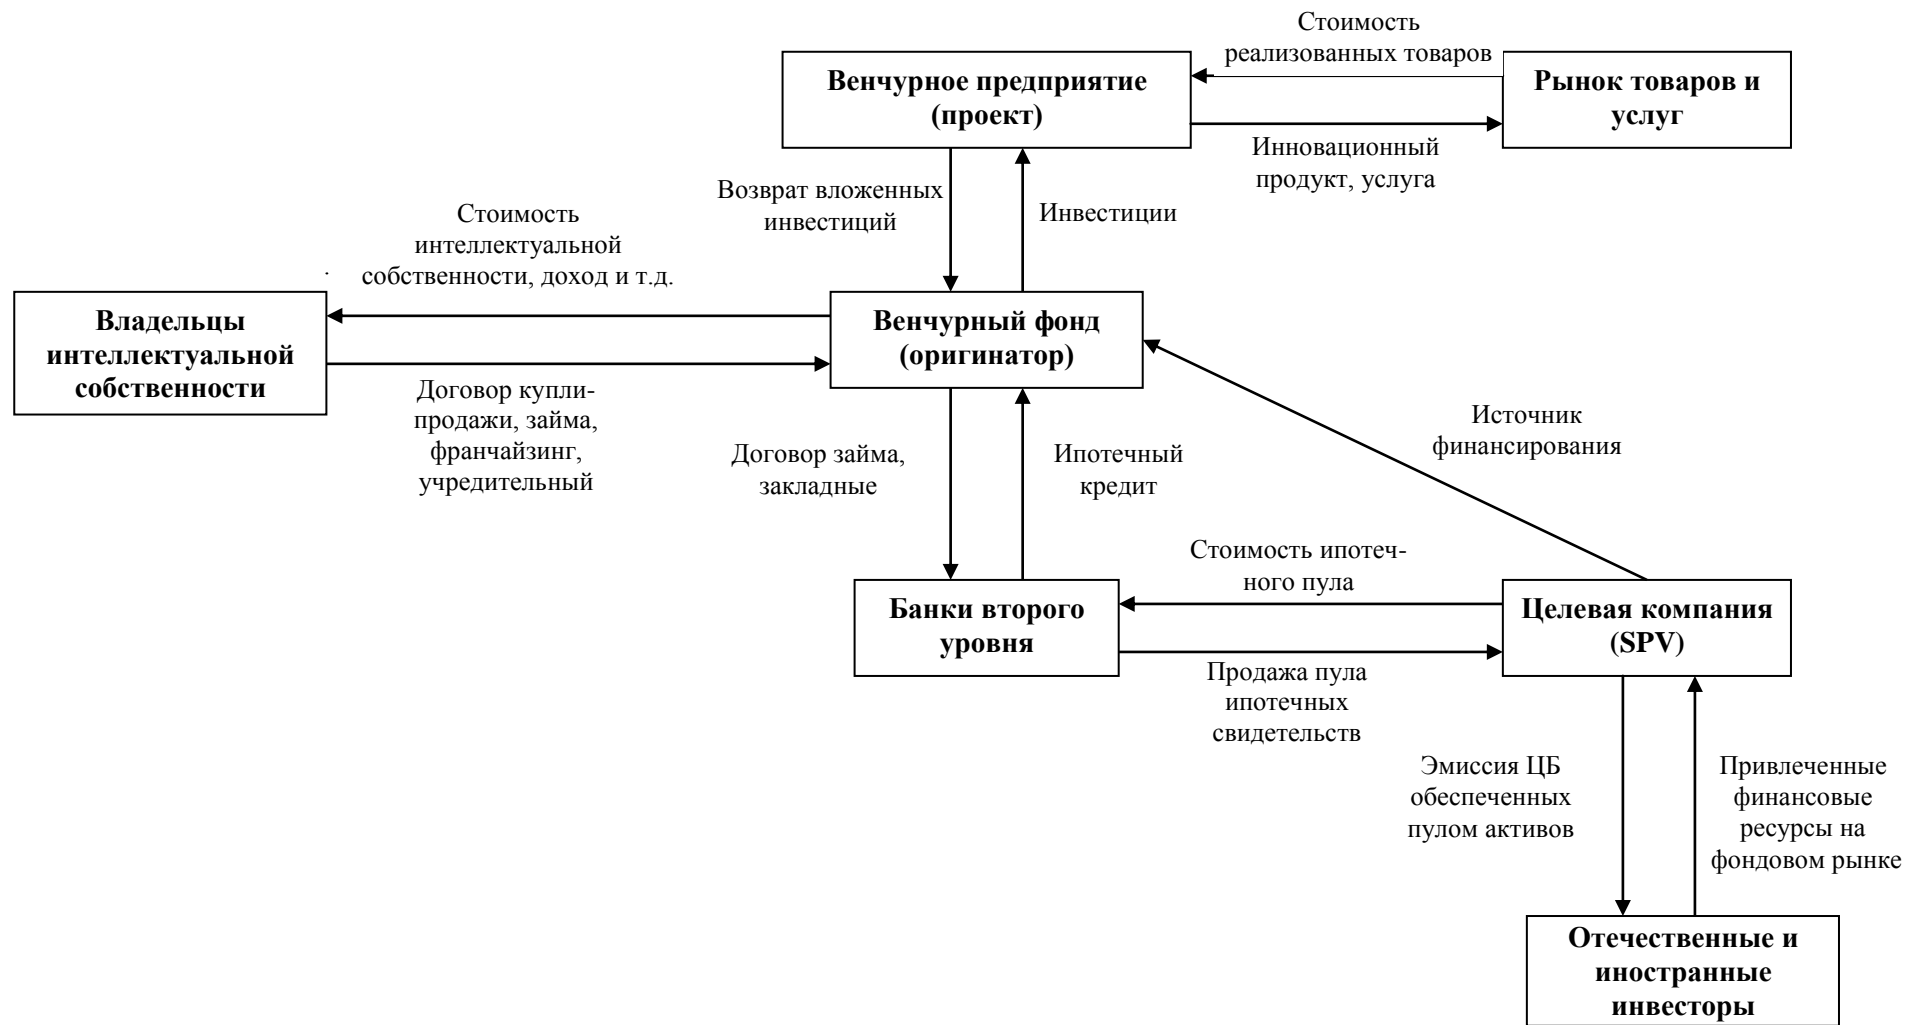 Стоимость
реализованных товаров
Венчурное предприятие
(проект)
Рынок товаров и
услуг
Инновационный
продукт, услуга
Возврат вложенных
инвестиций
Инвестиции
Стоимость
интеллектуальной
собственности, доход и т.д.
.
Владельцы
интеллектуальной
собственности
Венчурный фонд
(оригинатор)
Договор купли-
продажи, займа,
франчайзинг,
учредительный
Договор займа,
закладные
Ипотечный
кредит
Источник
финансирования
Стоимость ипотеч-
ного пула
Банки второго
уровня
Целевая компания
(SPV)
Продажа пула
ипотечных
свидетельств
Эмиссия ЦБ
обеспеченных
пулом активов
Привлеченные
финансовые
ресурсы на
фондовом рынке
Отечественные и
иностранные
инвесторы